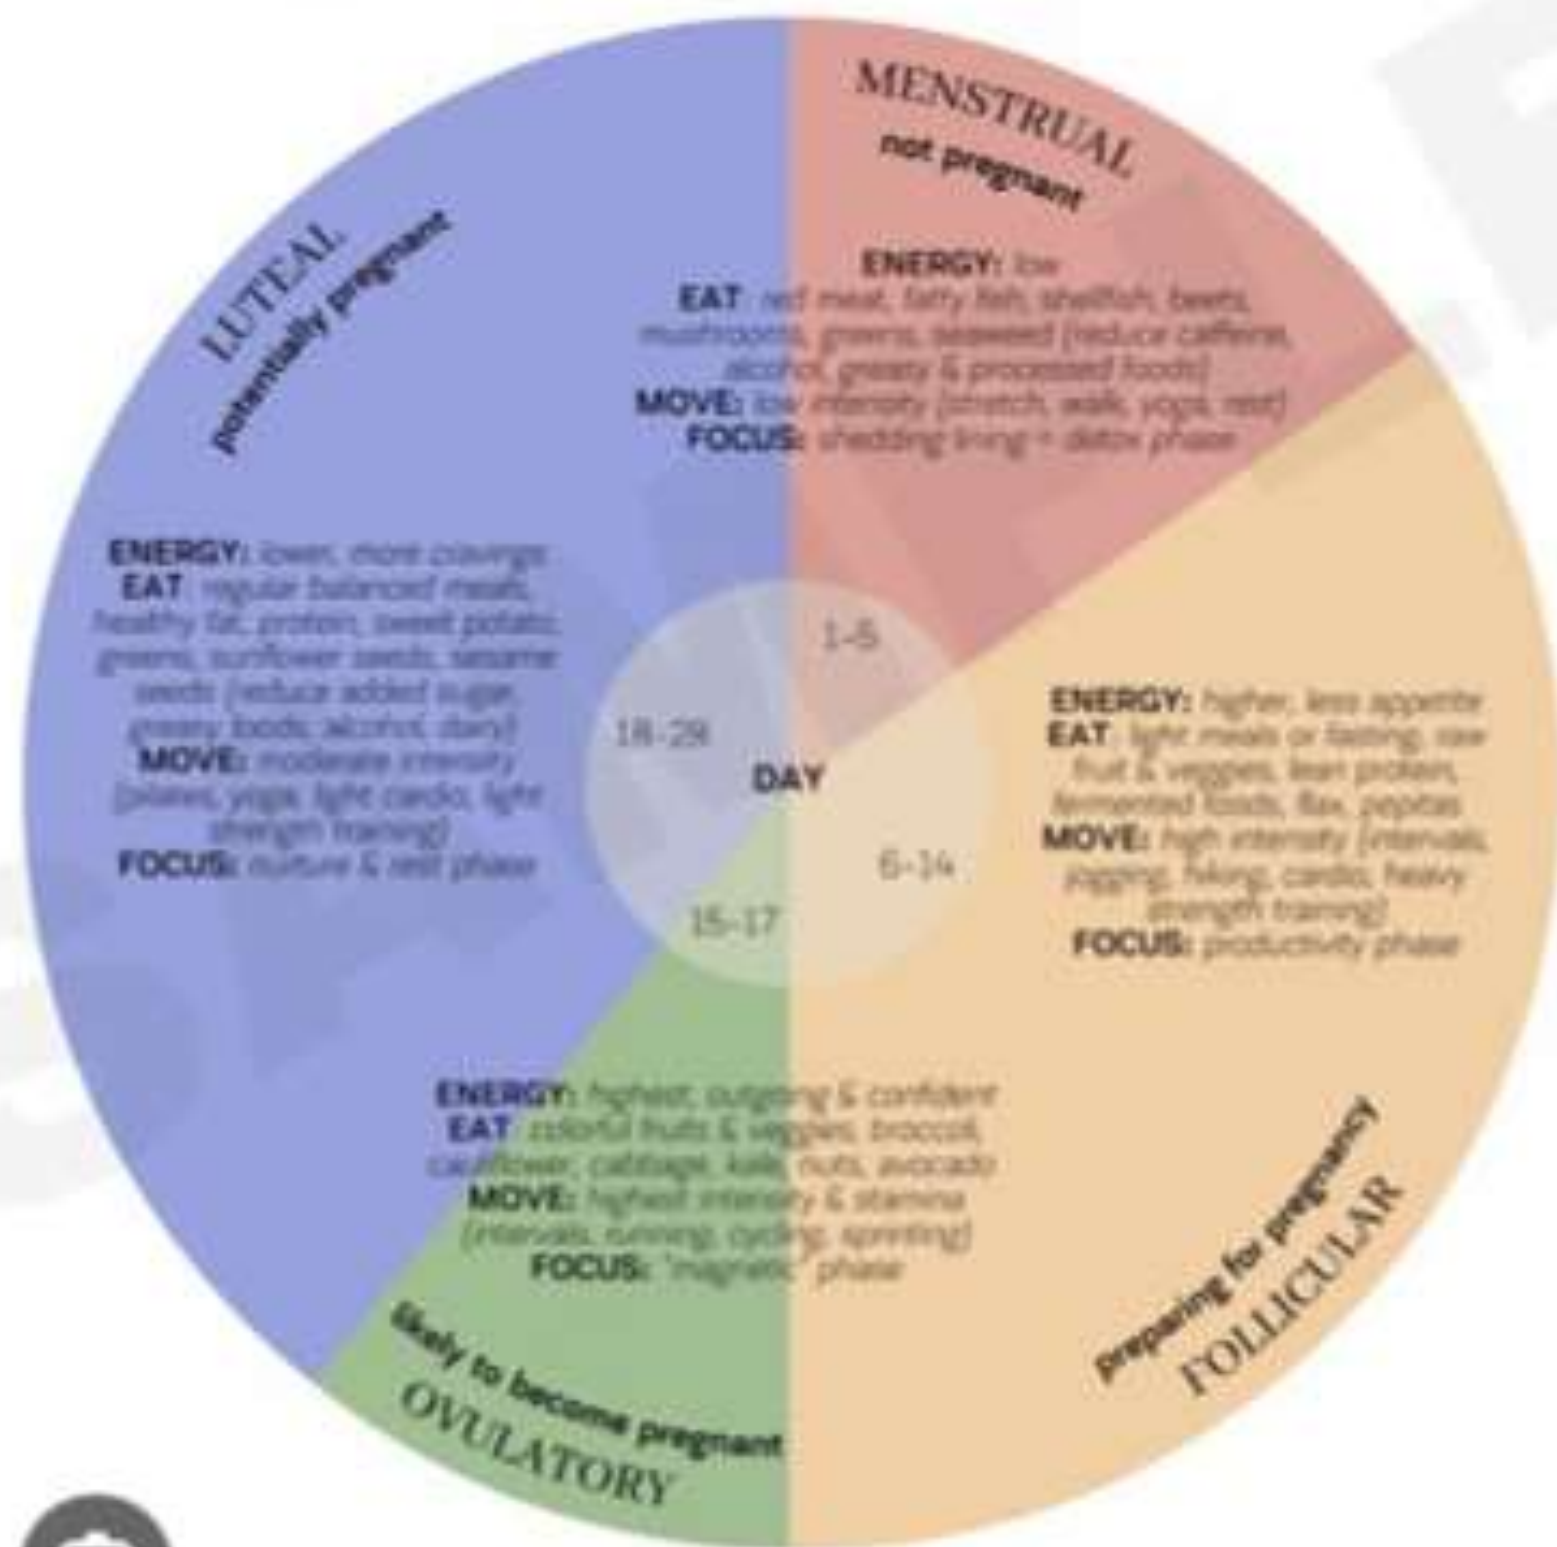 MENSTRUAL
not pregnant
ENERGY: low
EAT: red meat, fatty fish, shellfish, beets,
mushrooms, greens, seaweed (reduce caffeine,
alcohol, greasy & processed foods)
MOVE: low intensity (stretch, walk, yoga, rest)
FOCUS: shedding lining = detox phase
LUTEAL
potentially pregnant
ENERGY: lower, more cravings
EAT: regular balanced meals,
healthy fat, protein, sweet potato,
greens, sunflower seeds, sesame
seeds (reduce added sugar,
greasy foods, alcohol, dairy)
MOVE: moderate intensity
(pilates, yoga, light cardio, light
strength training)
FOCUS: nurture & rest phase
1-5
18-28
DAY
6-14
15-17
ENERGY: higher, less appetite
EAT: light meals or fasting, raw
fruit & veggies, lean protein,
fermented foods, flax, pepitas
MOVE: high intensity (intervals,
jogging, hiking, cardio, heavy
strength training)
FOCUS: productivity phase
preparing for pregnancy
FOLLICULAR
ENERGY: highest, outgoing & confident
EAT: colorful fruits & veggies, broccoli,
cauliflower, cabbage, kale, nuts, avocado
MOVE: highest intensity & stamina
(intervals, running, cycling, sprinting)
FOCUS: "magnetic" phase
likely to become pregnant
OVULATORY